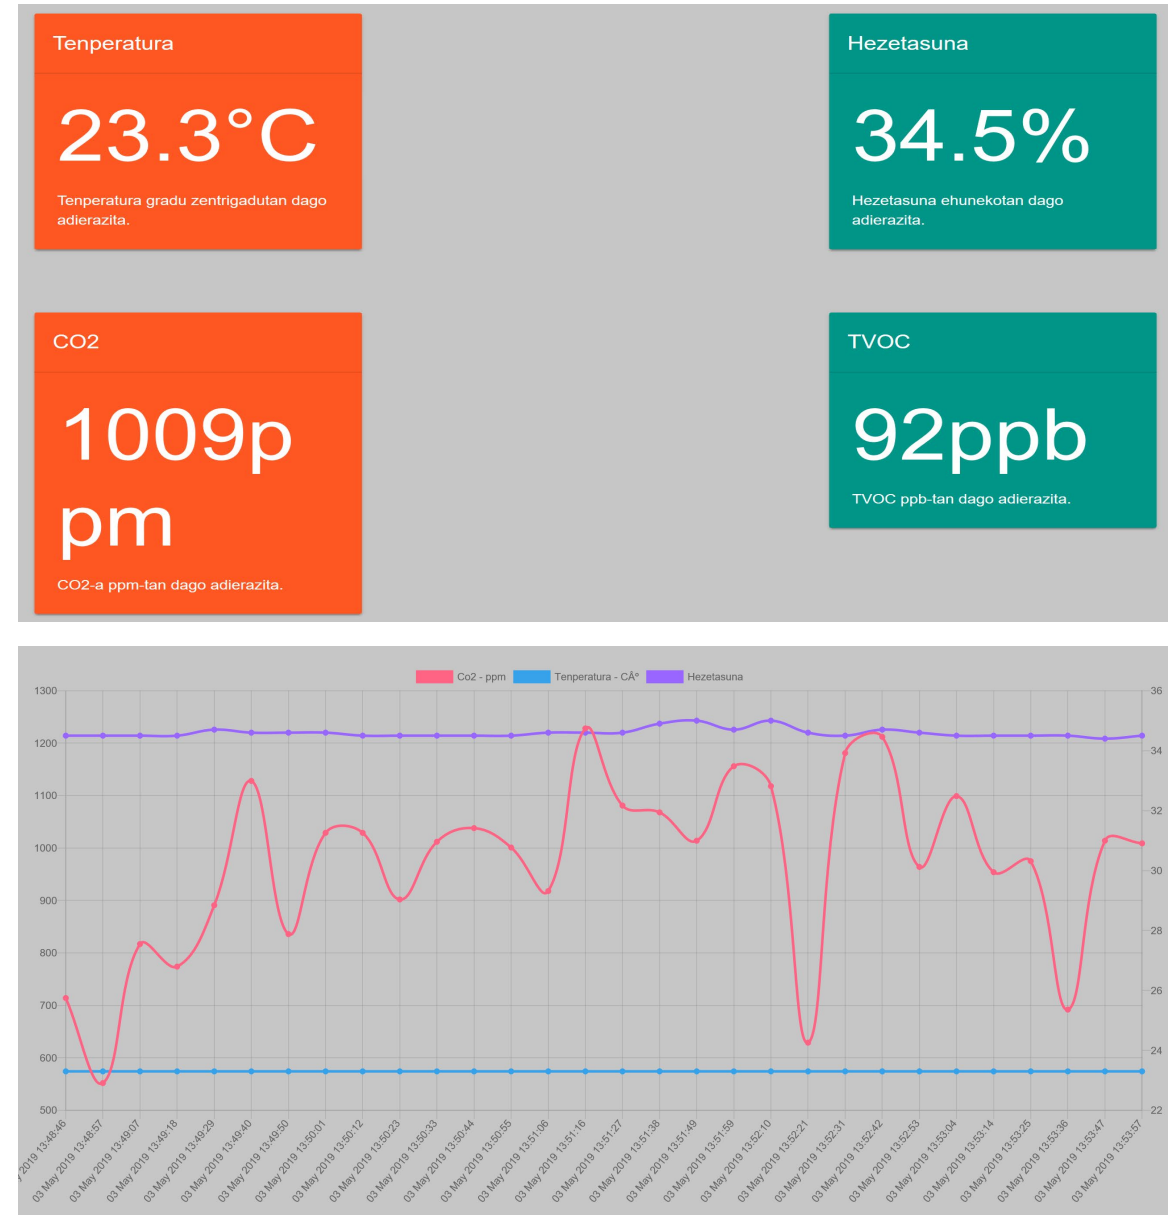 Tenperatura
23.3°C
Tenperatura gradu zentrigadutan dago
adierazita.
Hezetasuna
34.5%
Hezetasuna ehunekotan dago
adierazita.
CO2
1009p
pm
CO2-a ppm-tan dago adierazita.
TVOC
92ppb
TVOC ppb-tan dago adierazita.
Co2 - ppm
Tenperatura - CÂº
Hezetasuna
1300
1200
1100
1000
900
800
700
600
500
36
34
32
30
28
26
24
22
y 2019 13:48:46
03 May 2019 13:48:57
03 May 2019 13:49:07
03 May 2019 13:49:18
03 May 2019 13:49:29
03 May 2019 13:49:40
03 May 2019 13:49:50
03 May 2019 13:50:01
03 May 2019 13:50:12
03 May 2019 13:50:23
03 May 2019 13:50:33
03 May 2019 13:50:44
03 May 2019 13:50:55
03 May 2019 13:51:06
03 May 2019 13:51:16
03 May 2019 13:51:27
03 May 2019 13:51:38
03 May 2019 13:51:49
03 May 2019 13:51:59
03 May 2019 13:52:10
03 May 2019 13:52:21
03 May 2019 13:52:31
03 May 2019 13:52:42
03 May 2019 13:52:53
03 May 2019 13:53:04
03 May 2019 13:53:14
03 May 2019 13:53:25
03 May 2019 13:53:36
03 May 2019 13:53:47
03 May 2019 13:53:57